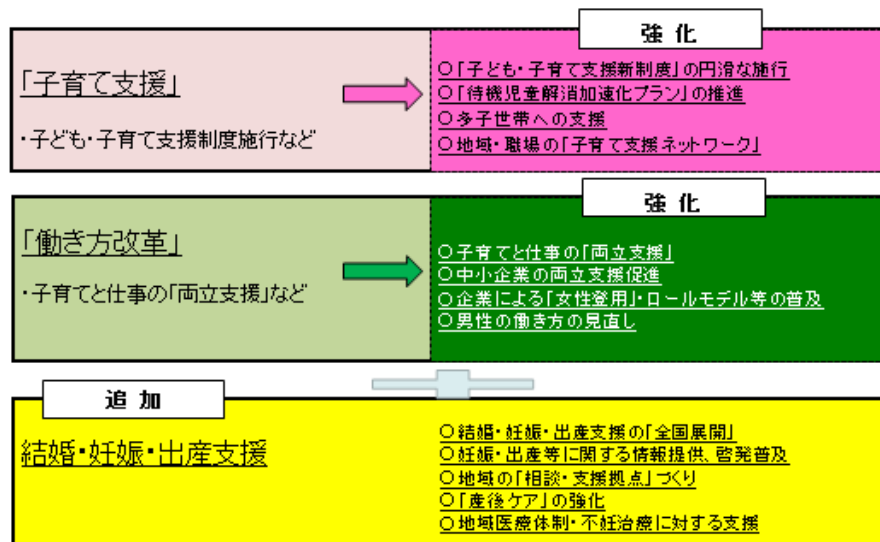 強 化
「子育て支援」
・子ども・子育て支援制度施行など
○「子ども・子育て支援新制度」の円滑な施行
○「待機児童解消加速化プラン」の推進
○多子世帯への支援
○地域・職場の「子育て支援ネットワーク」
強 化
「働き方改革」
・子育てと仕事の「両立支援」など
○子育てと仕事の「両立支援」
○中小企業の両立支援促進
○企業による「女性登用」・ロールモデル等の普及
○男性の働き方の見直し
追 加
結婚・妊娠・出産支援
○結婚・妊娠・出産支援の「全国展開」
○妊娠・出産等に関する情報提供、啓発普及
○地域の「相談・支援拠点」づくり
○「産後ケア」の強化
○地域医療体制・不妊治療に対する支援